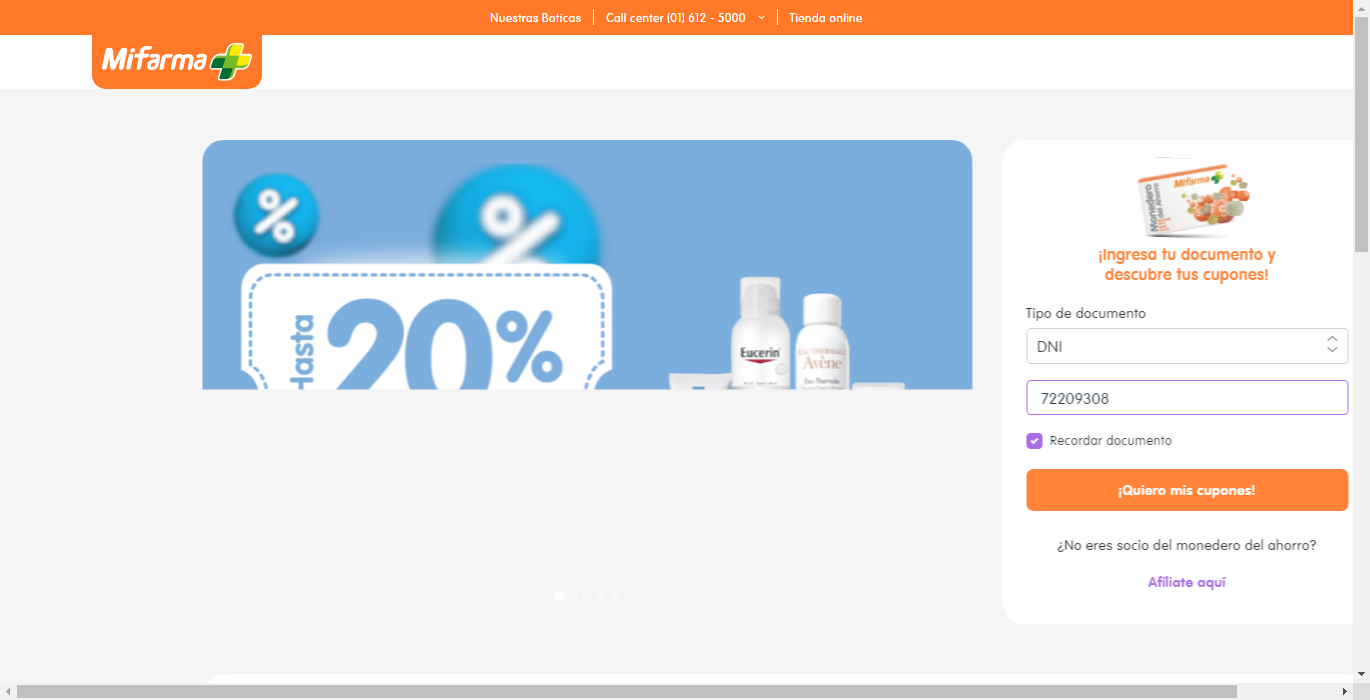 Nuestras Boticas
Call center (01) 612 - 5000
Tienda online
Mifarma
Hasta
20%
Eucerin
EAU THERMALE
Avène
Eau Thermale
Mifarma
Monedero
del Ahorro
¡Ingresa tu documento y
descubre tus cupones!
Tipo de documento
DNI
72209308
Recordar documento
¡Quiero mis cupones!
¿No eres socio del monedero del ahorro?
Afíliate aquí